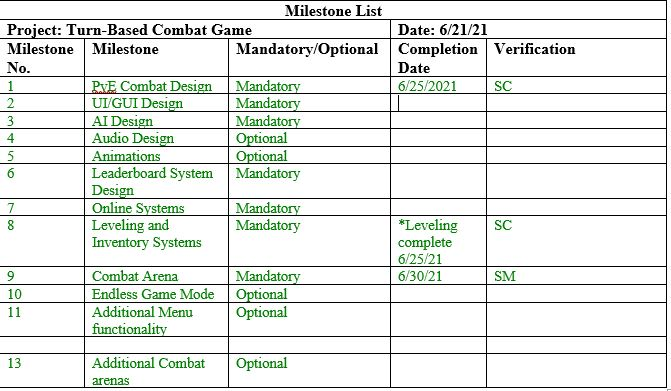 Milestone List
Project: Turn-Based Combat Game Date: 6/21/21
Milestone Milestone Mandatory/Optional Completion Verification
No. Date
1 PvE Combat Design Mandatory 6/25/2021 SC
2 UI/GUI Design Mandatory
3 AI Design Mandatory
4 Audio Design Optional
5 Animations Optional
6 Leaderboard System Mandatory
Design
7 Online Systems Mandatory
8 Leveling and Mandatory *Leveling SC
Inventory Systems complete
6/25/21
9 Combat Arena Mandatory 6/30/21 SM
10 Endless Game Mode Optional
11 Additional Menu Optional
functionality
13 Additional Combat Optional
arenas